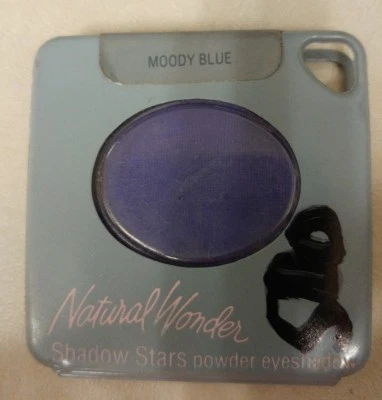 MOODY BLUE
Natural Wonder
Shadow Stars powder eyeshadow